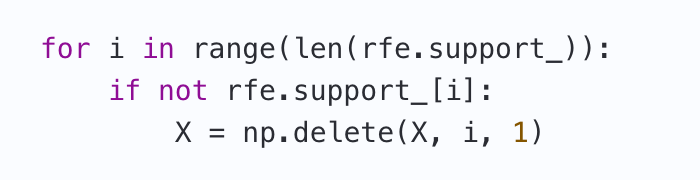 for i in range(len(rfe.support_)):
    if not rfe.support_[i]:
        X = np.delete(X, i, 1)